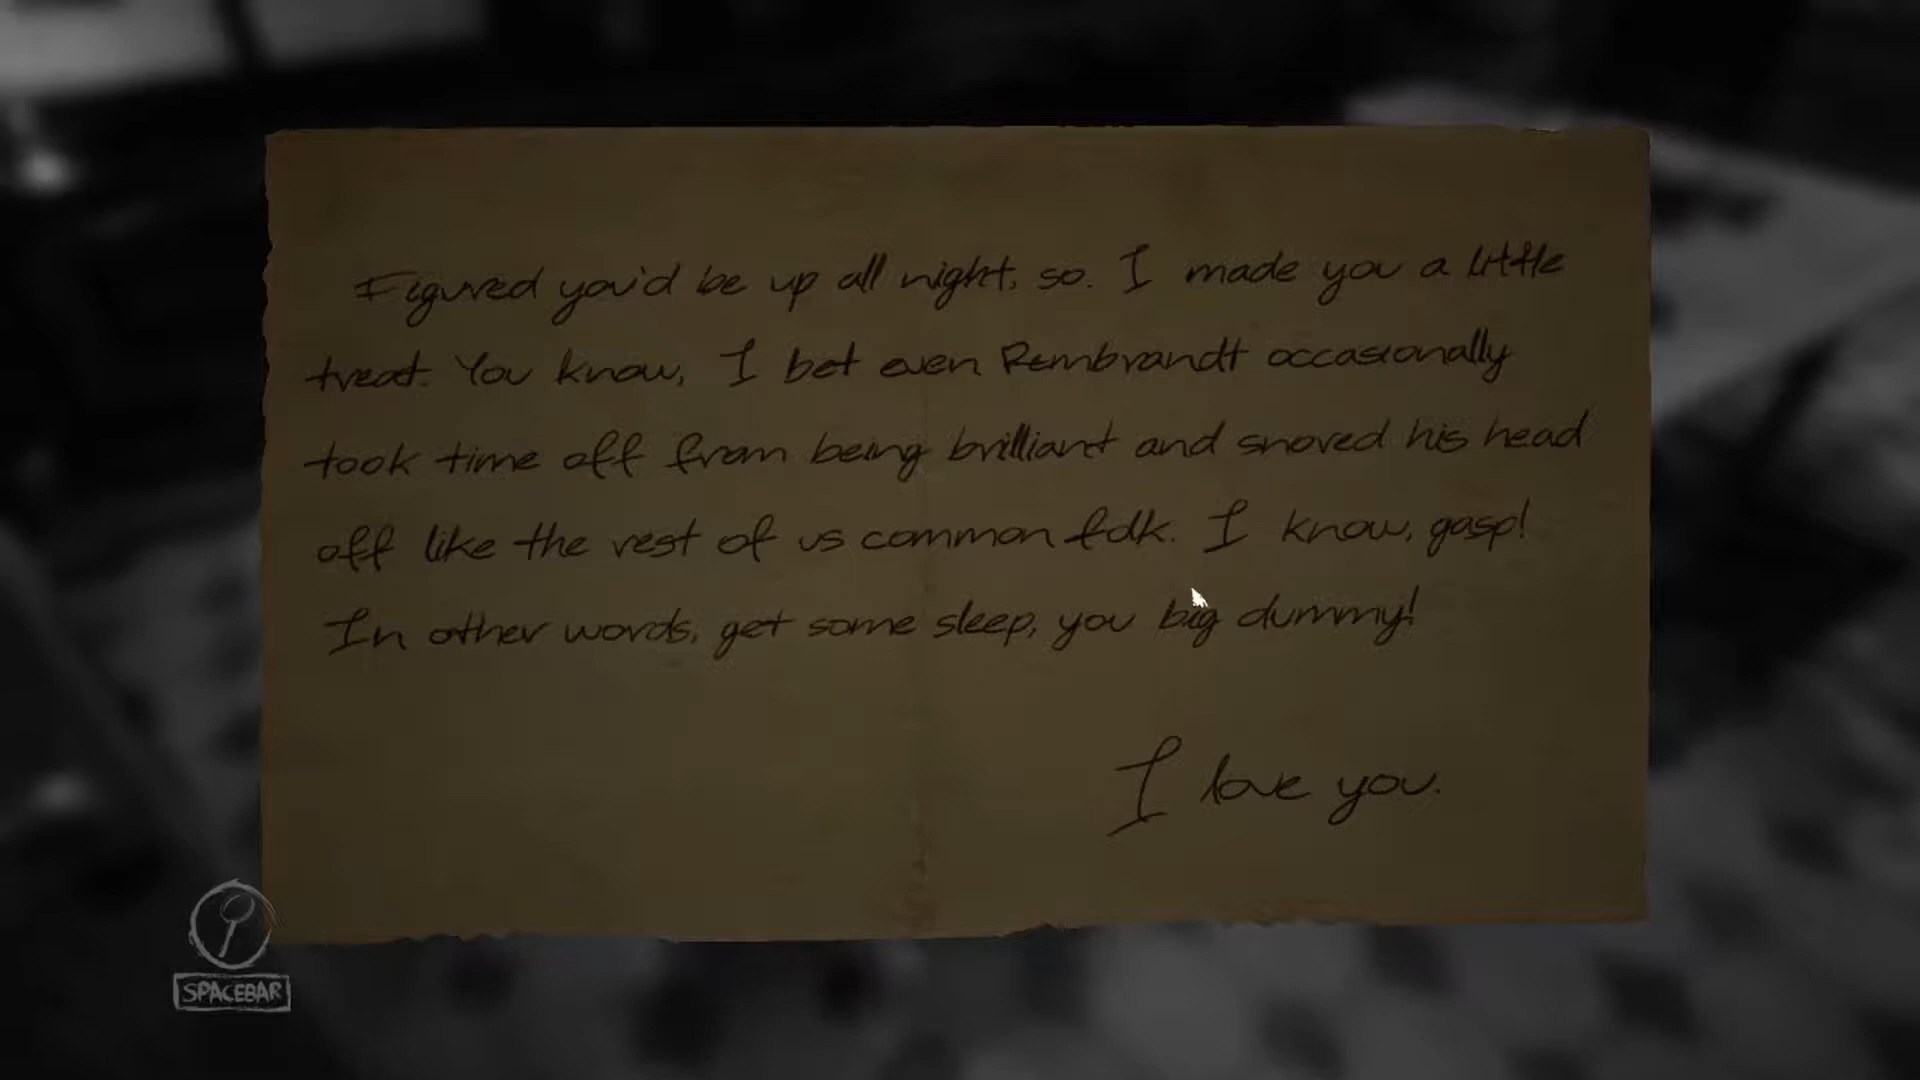 Figured you'd be up all night, so. I made you a little
treat. You know, I bet even Rembrandt occasionally
took time off from being brilliant and snored his head
off like the rest of us common folk. I know, gasp!
In other words, get some sleep, you big dummy!
I love you.
SPACEBAR